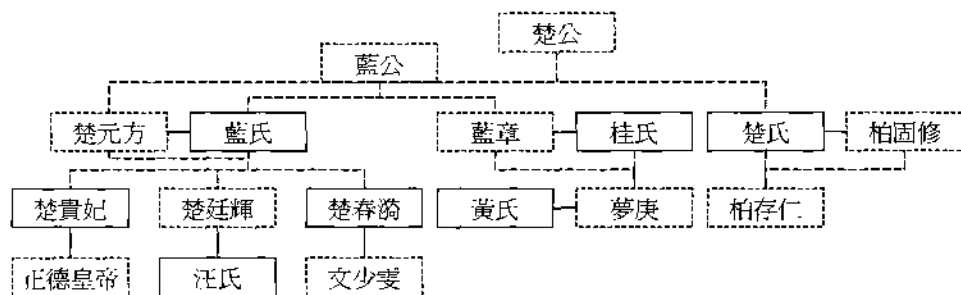 楚公
藍公
楚元方 藍氏 藍章 桂氏 楚氏 柏固修
楚貴妃 楚廷輝 楚春漪 黃氏 夢庚 柏存仁
正德皇帝 汪氏 文少雯